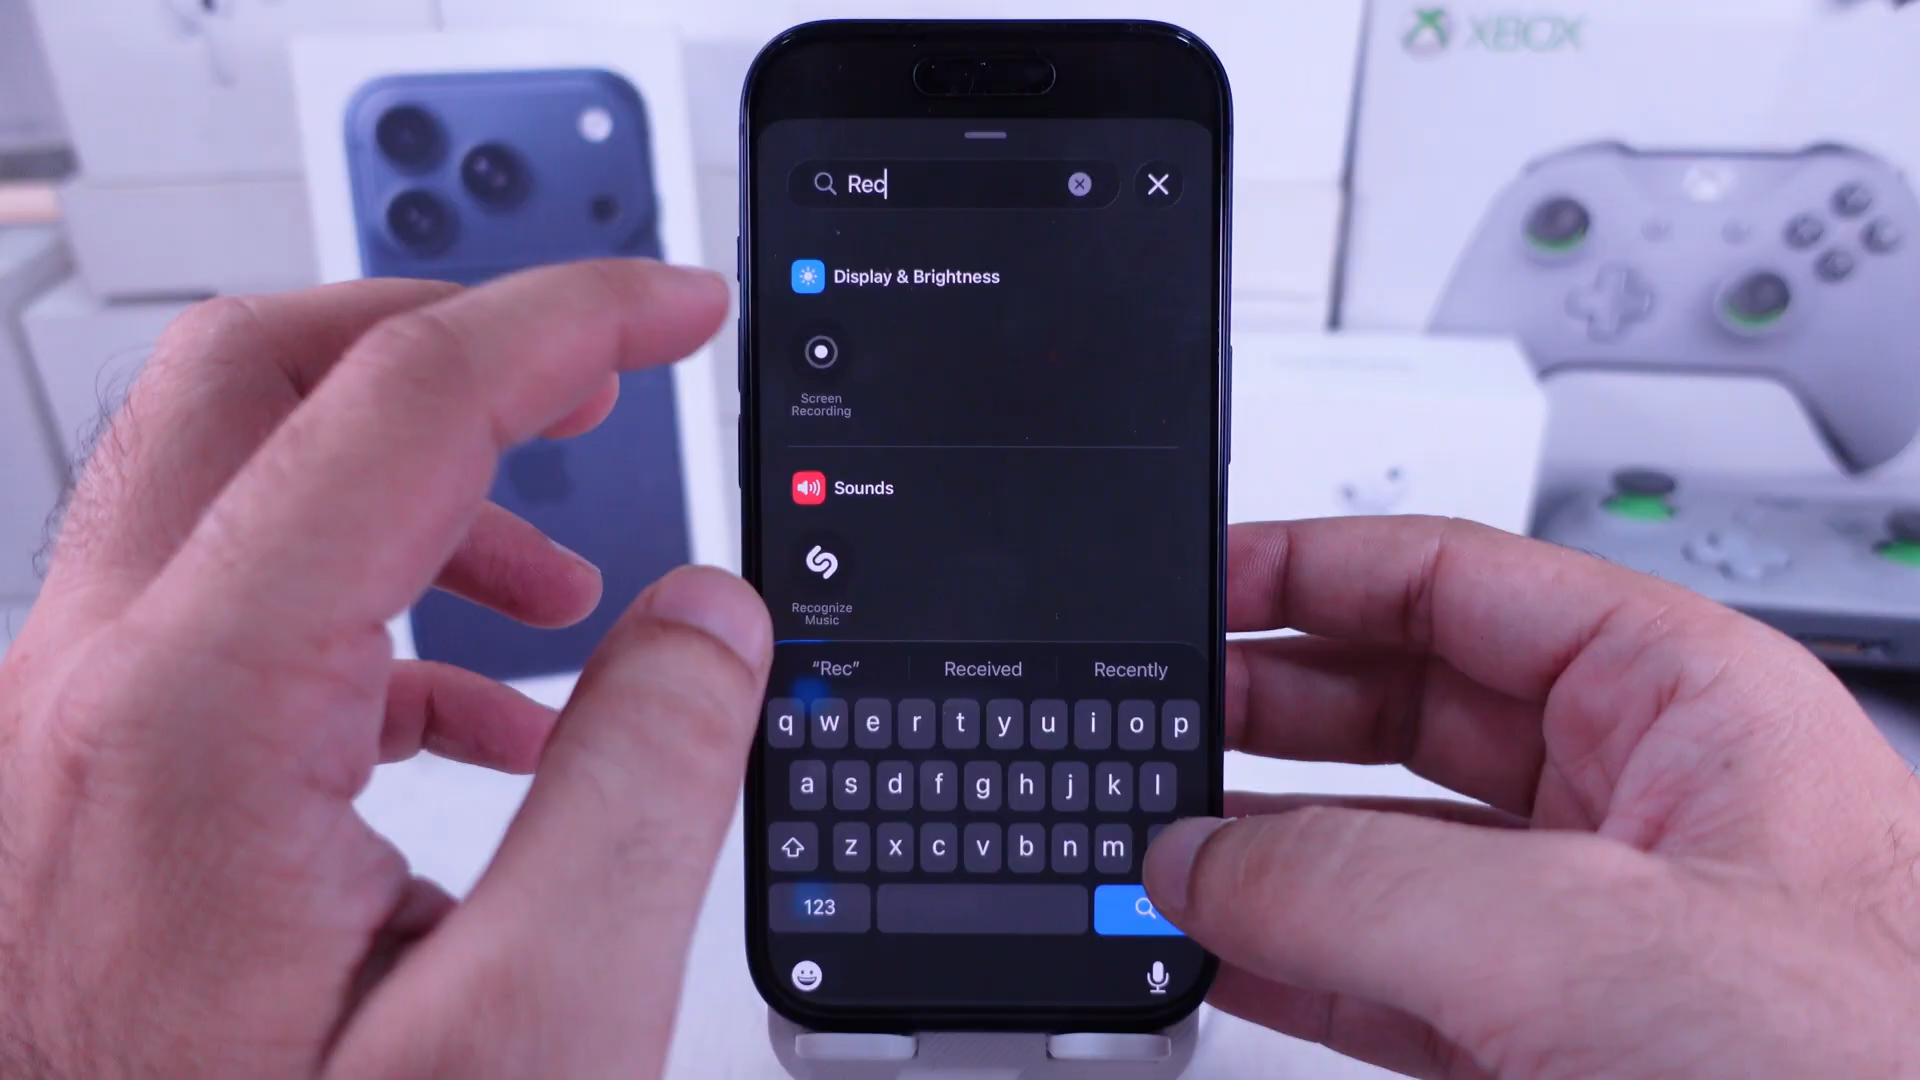 XBOX
Rec
Display & Brightness
Screen
Recording
Sounds
Recognize
Music
“Rec”
Received
Recently
q w e r t y u i o p
a s d f g h j k l
z x c v b n m
123